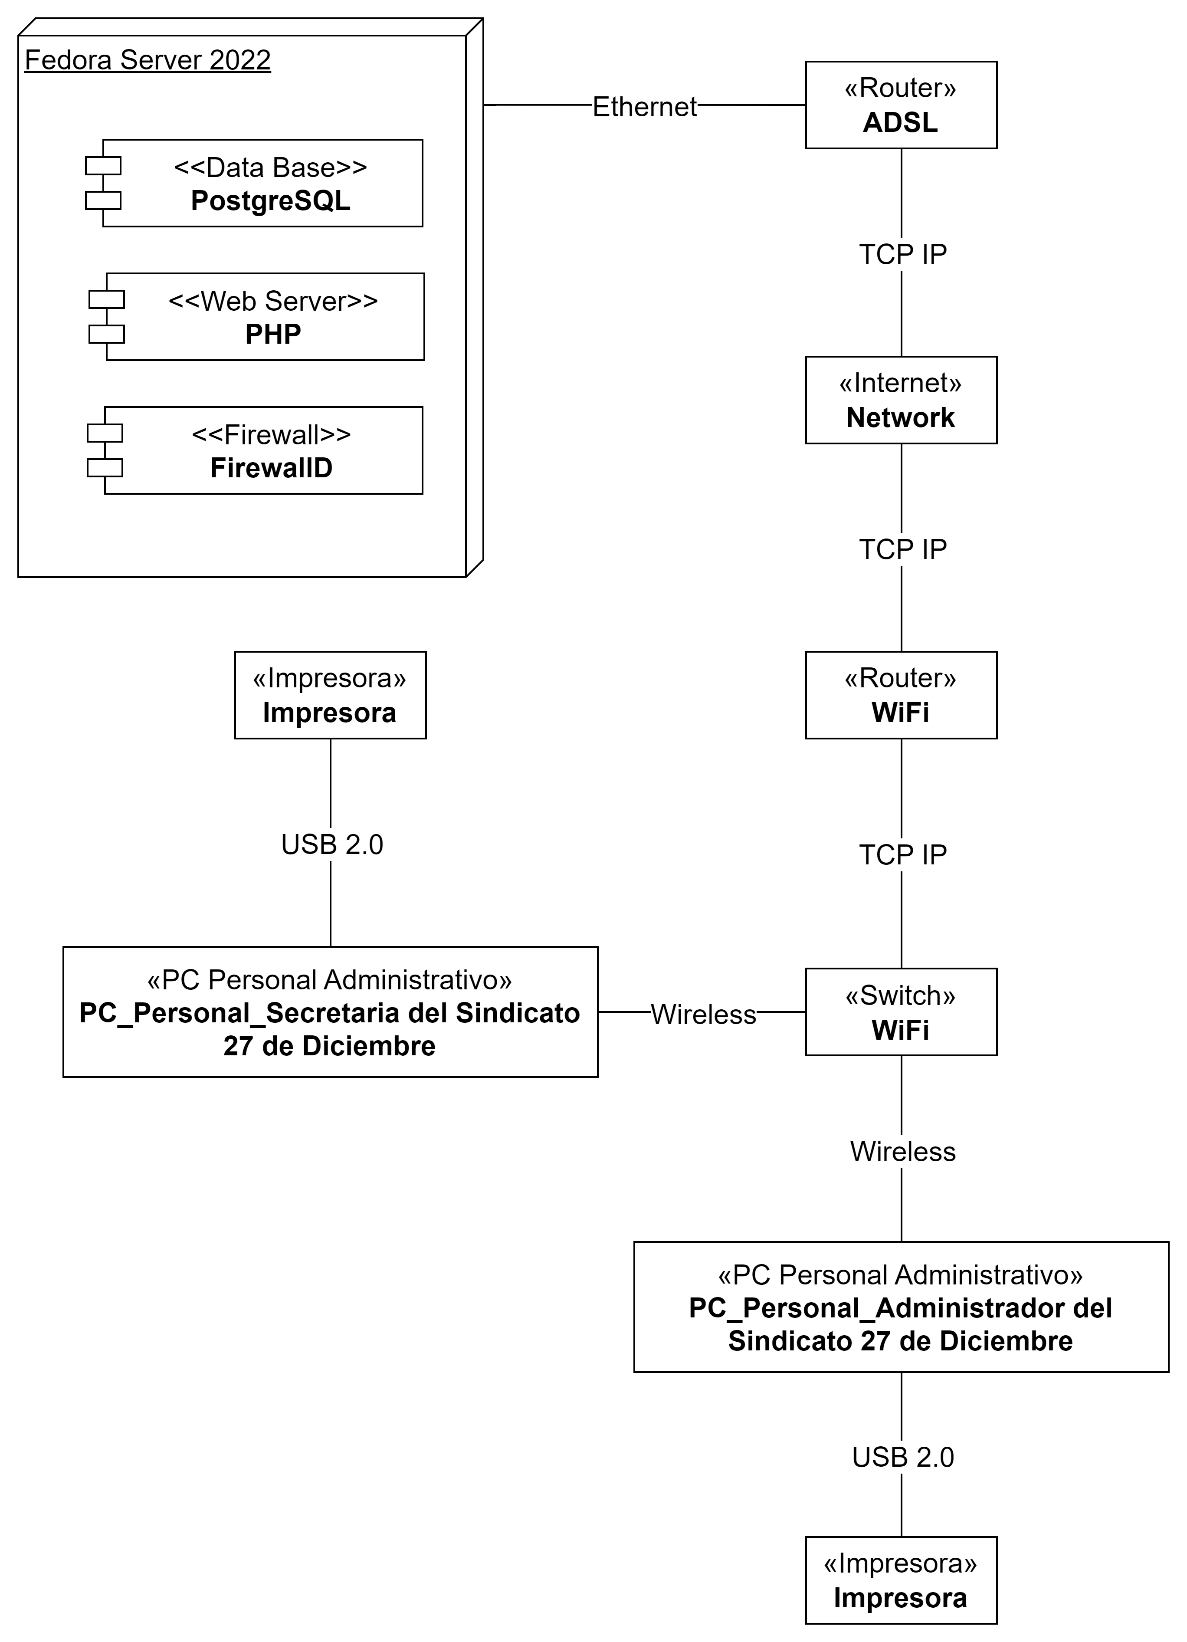 Fedora Server 2022
<<Data Base>>
PostgreSQL
<<Web Server>>
PHP
<<Firewall>>
FirewallD
Ethernet
«Router»
ADSL
TCP IP
«Internet»
Network
TCP IP
«Router»
WiFi
TCP IP
«Impresora»
Impresora
USB 2.0
«PC Personal Administrativo»
PC_Personal_Secretaria del Sindicato
27 de Diciembre
Wireless
«Switch»
WiFi
Wireless
«PC Personal Administrativo»
PC_Personal_Administrador del
Sindicato 27 de Diciembre
USB 2.0
«Impresora»
Impresora